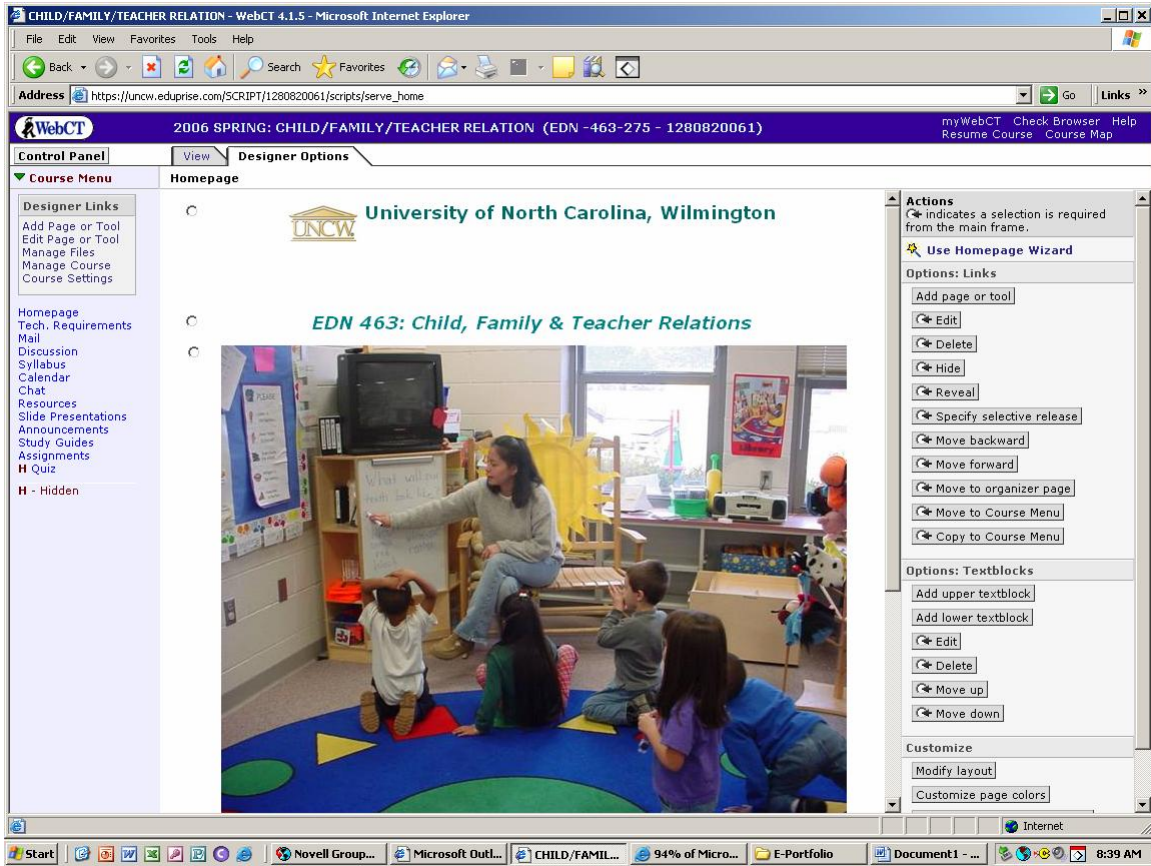 CHILD/FAMILY/TEACHER RELATION - WebCT 4.1.5 - Microsoft Internet Explorer
File Edit View Favorites Tools Help
Back Search Favorites
Address https://uncw.eduprise.com/SCRIPT/1280820061/scripts/serve_home Go Links »
WebCT 2006 SPRING: CHILD/FAMILY/TEACHER RELATION (EDN -463-275 - 1280820061) myWebCT Check Browser Help
Resume Course Course Map
Control Panel View Designer Options
Course Menu Homepage
Designer Links
Add Page or Tool
Edit Page or Tool
Manage Files
Manage Course
Course Settings
Homepage
Tech. Requirements
Mail
Discussion
Syllabus
Calendar
Chat
Resources
Slide Presentations
Announcements
Study Guides
Assignments
H Quiz
H - Hidden
UNCW University of North Carolina, Wilmington
EDN 463: Child, Family & Teacher Relations
PLEASE
What will our
teeth look like
Library
Actions
indicates a selection is required
from the main frame.
Use Homepage Wizard
Options: Links
Add page or tool
Edit
Delete
Hide
Reveal
Specify selective release
Move backward
Move forward
Move to organizer page
Move to Course Menu
Copy to Course Menu
Options: Textblocks
Add upper textblock
Add lower textblock
Edit
Delete
Move up
Move down
Customize
Modify layout
Customize page colors
Internet
Start Novell Group... Microsoft Outl... CHILD/FAMIL... 94% of Micro... E-Portfolio Document1 - ... 8:39 AM